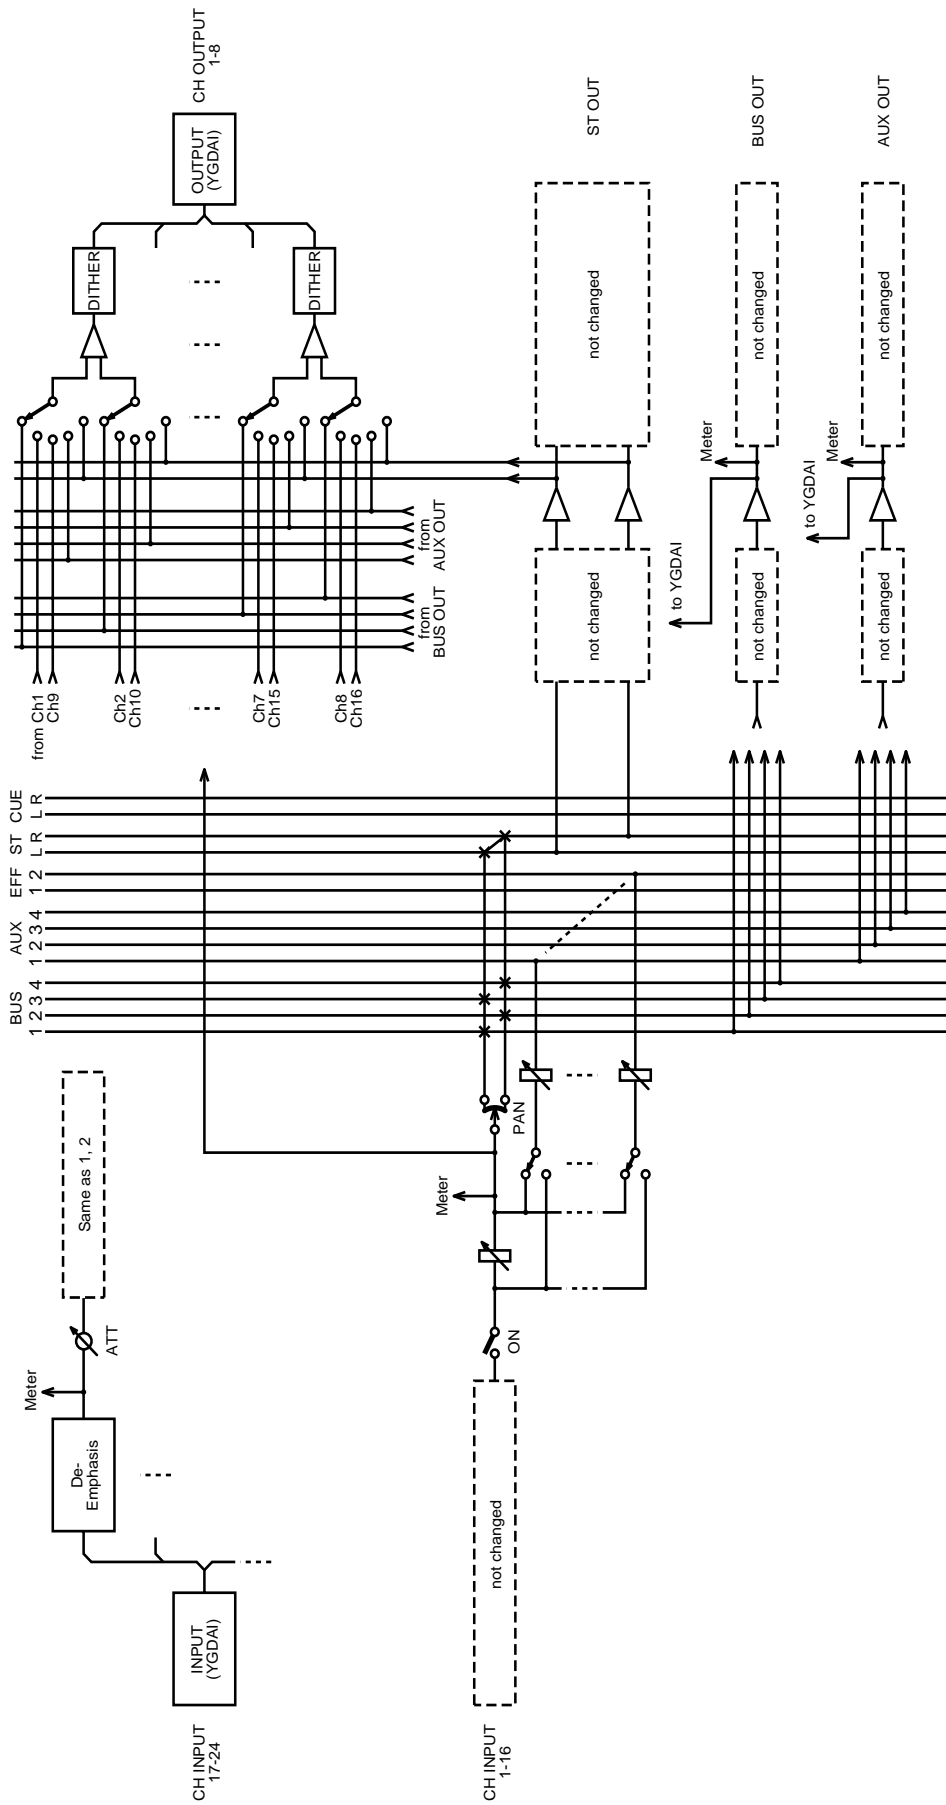 CH INPUT
17-24
INPUT
(YGDAI)
De-
Emphasis
Meter
ATT
Same as 1, 2
BUS
1 2 3 4
AUX
1 2 3 4
EFF
1 2
ST
L R
CUE
L R
from Ch1
Ch9
Ch2
Ch10
Ch7
Ch15
Ch8
Ch16
from
BUS OUT
from
AUX OUT
DITHER
DITHER
OUTPUT
(YGDAI)
CH OUTPUT
1-8
CH INPUT
1-16
not changed
ON
Meter
PAN
not changed
not changed
ST OUT
to YGDAI
not changed
Meter
not changed
BUS OUT
to YGDAI
not changed
Meter
not changed
AUX OUT